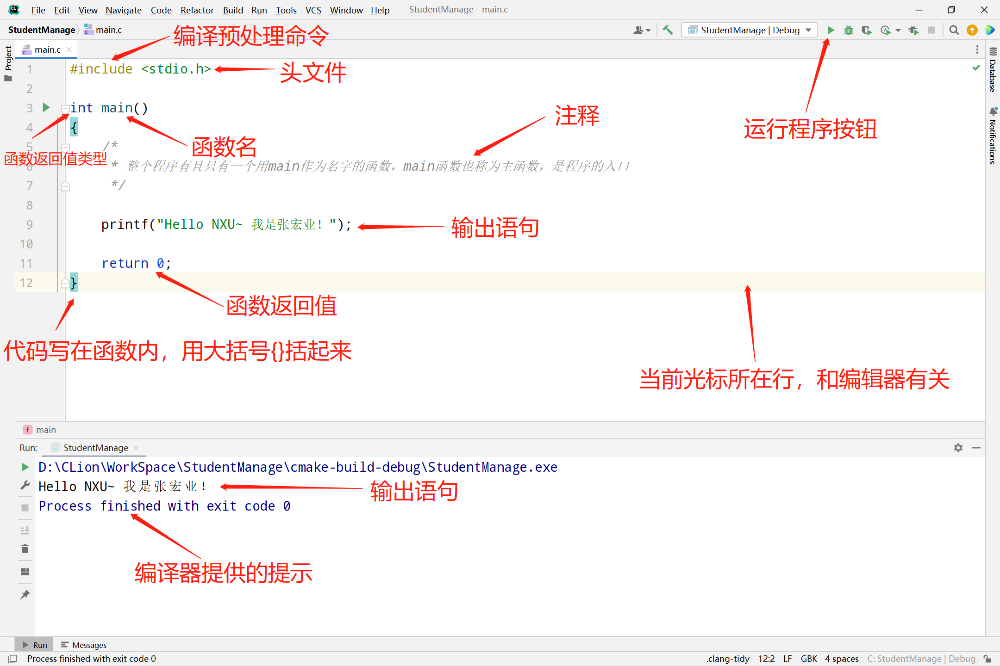 File Edit View Navigate Code Refactor Build Run Tools VCS Window Help StudentManage - main.c
StudentManage main.c StudentManage | Debug
编译预处理命令
main.c
Project
Database
Notifications
1 #include <stdio.h>
头文件
2
3 int main()
注释
运行程序按钮
4 {
函数名
5 /*
函数返回值类型
6 * 整个程序有且只有一个用main作为名字的函数，main函数也称为主函数，是程序的入口
7 */
8
9 printf("Hello NXU~ 我是张宏业！");
输出语句
10
11 return 0;
12 }
函数返回值
代码写在函数内，用大括号{}括起来
当前光标所在行，和编辑器有关
f main
Run: StudentManage
D:\CLion\WorkSpace\StudentManage\cmake-build-debug\StudentManage.exe
Hello NXU~ 我是张宏业！
输出语句
Process finished with exit code 0
编译器提供的提示
Run Messages
Process finished with exit code 0 .clang-tidy 12:2 LF GBK 4 spaces C: StudentManage | Debug